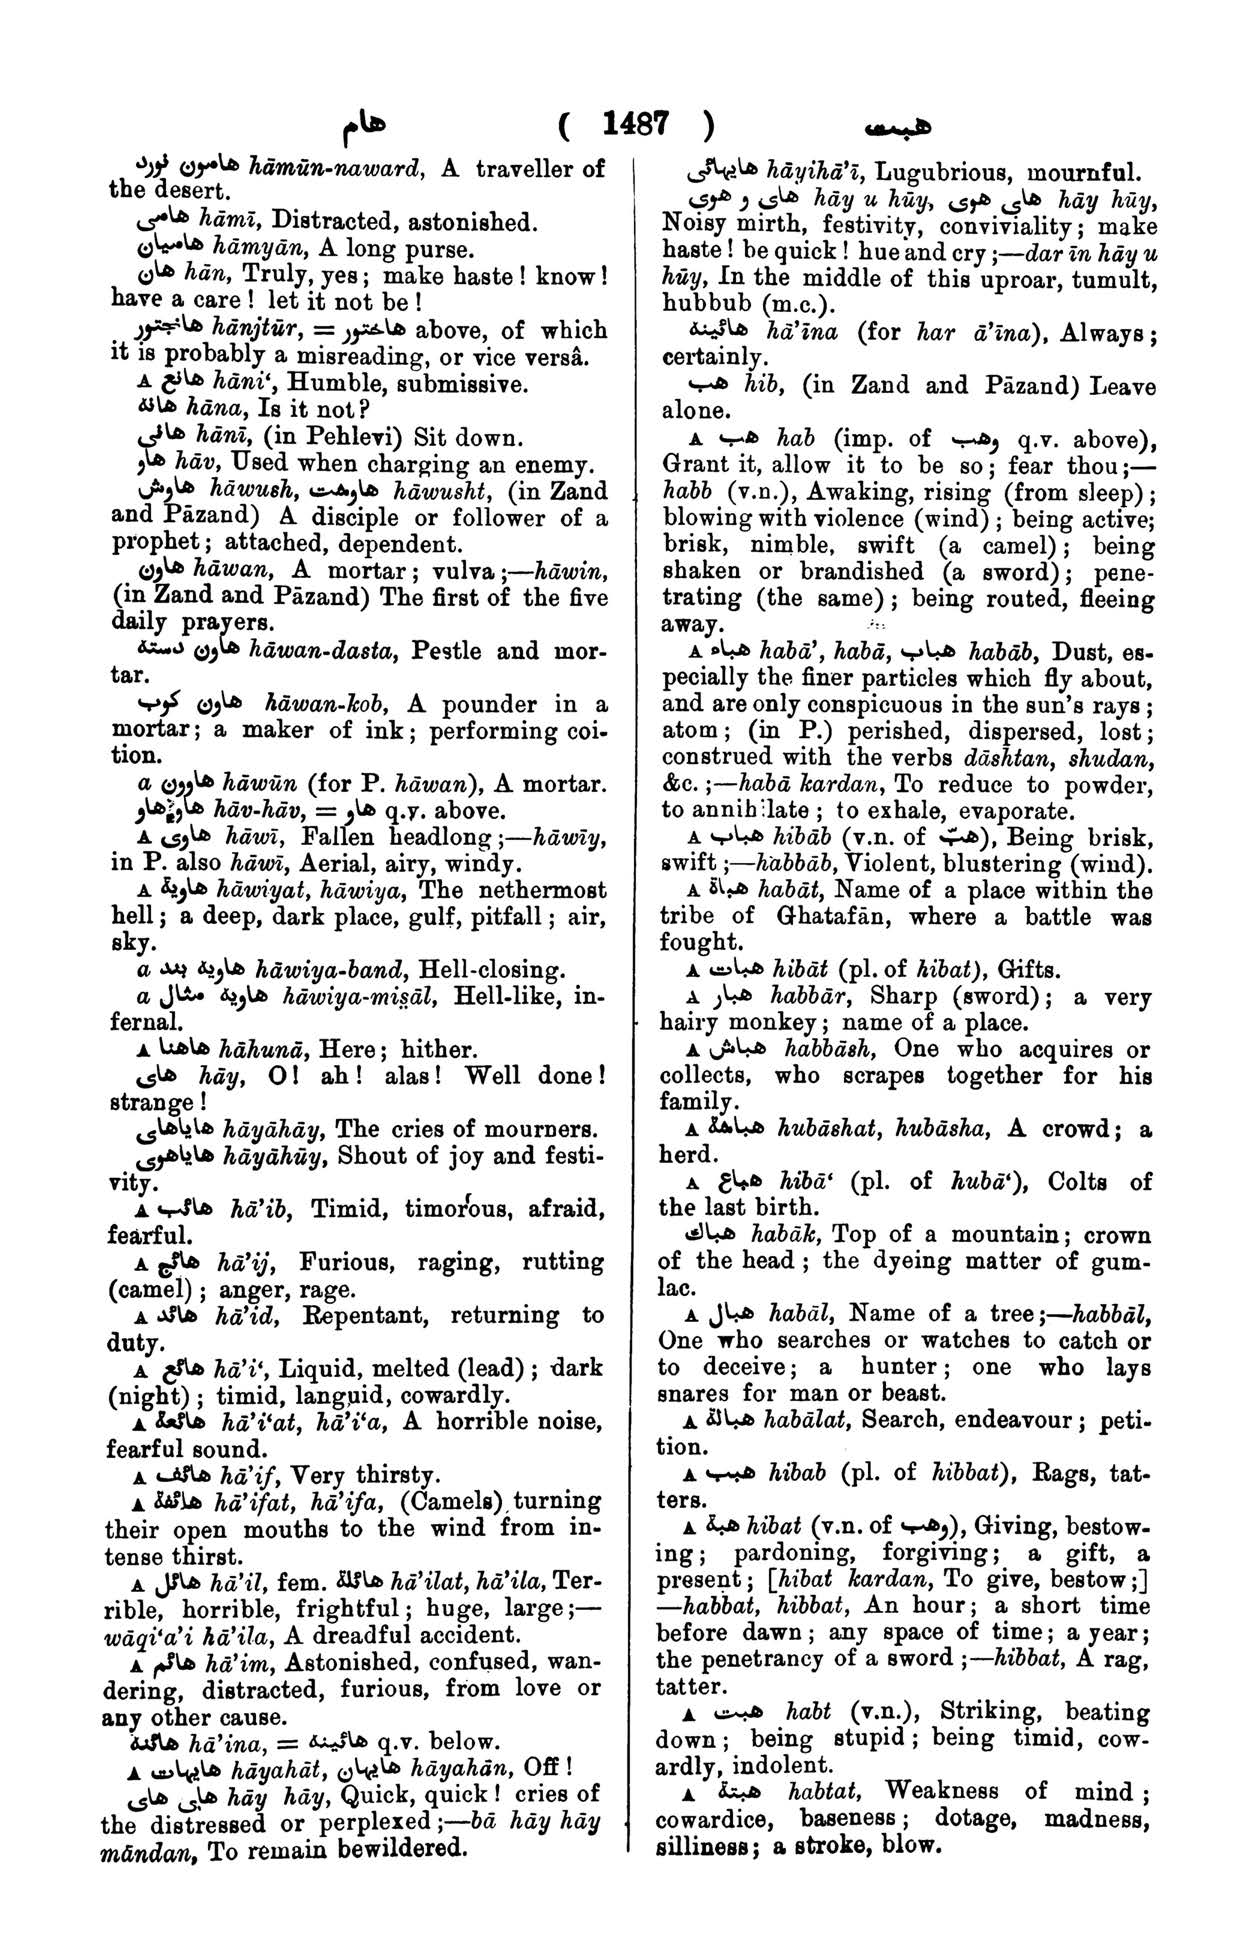 هام ( 1487 ) هبت
هامون نورد hāmūn-naward, A traveller of
the desert.
هامی hāmī, Distracted, astonished.
هامیان hāmyān, A long purse.
هان hān, Truly, yes; make haste! know!
have a care! let it not be!
هانجتور hānjtūr, = هاختور above, of which
it is probably a misreading, or vice versâ.
A هانع hāni‘, Humble, submissive.
هانه hāna, Is it not?
هانی hānī, (in Pehlevi) Sit down.
هاو hāv, Used when charging an enemy.
هاوش hāwush, هاوشت hāwusht, (in Zand
and Pāzand) A disciple or follower of a
prophet; attached, dependent.
هاون hāwan, A mortar; vulva;—hāwin,
(in Zand and Pāzand) The first of the five
daily prayers.
هاون دسته hāwan-dasta, Pestle and mor-
tar.
هاون کوب hāwan-kob, A pounder in a
mortar; a maker of ink; performing coi-
tion.
a هاوون hāwūn (for P. hāwan), A mortar.
هاوهاو hāv-hāv, = هاو q.v. above.
A هاوی hāwī, Fallen headlong;—hāwīy,
in P. also hāwī, Aerial, airy, windy.
A هاوية hāwiyat, hāwiya, The nethermost
hell; a deep, dark place, gulf, pitfall; air,
sky.
a هاویه بند hāwiya-band, Hell-closing.
a هاویه مثال hāwiya-mis̤āl, Hell-like, in-
fernal.
A هاهنا hāhunā, Here; hither.
های hāy, O! ah! alas! Well done!
strange!
هایاهای hāyāhāy, The cries of mourners.
هایاهوی hāyāhūy, Shout of joy and festi-
vity.
A هائب hā’ib, Timid, timorous, afraid,
fearful.
A هائج hā’ij, Furious, raging, rutting
(camel); anger, rage.
A هائد hā’id, Repentant, returning to
duty.
A هائع hā’i‘, Liquid, melted (lead); dark
(night); timid, languid, cowardly.
A هائعة hā’i‘at, hā’i‘a, A horrible noise,
fearful sound.
A هائف hā’if, Very thirsty.
A هائفة hā’ifat, hā’ifa, (Camels) turning
their open mouths to the wind from in-
tense thirst.
A هائل hā’il, fem. هائلة hā’ilat, hā’ila, Ter-
rible, horrible, frightful; huge, large;—
wāqi‘a’i hā’ila, A dreadful accident.
A هائم hā’im, Astonished, confused, wan-
dering, distracted, furious, from love or
any other cause.
هائنه hā’ina, = هائینه q.v. below.
A هایهات hāyahāt, هایهان hāyahān, Off!
های های hāy hāy, Quick, quick! cries of
the distressed or perplexed;—bā hāy hāy
māndan, To remain bewildered.
هایهائی hāyihā’ī, Lugubrious, mournful.
های و هوی hāy u hūy, های هوی hāy hūy,
Noisy mirth, festivity, conviviality; make
haste! be quick! hue and cry;—dar īn hāy u
hūy, In the middle of this uproar, tumult,
hubbub (m.c.).
هائینه hā’īna (for har ā’īna), Always;
certainly.
هب hib, (in Zand and Pāzand) Leave
alone.
A هب hab (imp. of وهب q.v. above),
Grant it, allow it to be so; fear thou;—
habb (v.n.), Awaking, rising (from sleep);
blowing with violence (wind); being active;
brisk, nimble, swift (a camel); being
shaken or brandished (a sword); pene-
trating (the same); being routed, fleeing
away.
A هباء habā’, habā, هباب habāb, Dust, es-
pecially the finer particles which fly about,
and are only conspicuous in the sun's rays;
atom; (in P.) perished, dispersed, lost;
construed with the verbs dāshtan, shudan,
&c.;—habā kardan, To reduce to powder,
to annihilate; to exhale, evaporate.
A هباب hibāb (v.n. of هبّ), Being brisk,
swift;—habbāb, Violent, blustering (wind).
A هباة habāt, Name of a place within the
tribe of Ghatafān, where a battle was
fought.
A هبات hibāt (pl. of hibat), Gifts.
A هبار habbār, Sharp (sword); a very
hairy monkey; name of a place.
A هباش habbāsh, One who acquires or
collects, who scrapes together for his
family.
A هباشة hubāshat, hubāsha, A crowd; a
herd.
A هباع hibā‘ (pl. of hubā‘), Colts of
the last birth.
هباك habāk, Top of a mountain; crown
of the head; the dyeing matter of gum-
lac.
A هبال habāl, Name of a tree;—habbāl,
One who searches or watches to catch or
to deceive; a hunter; one who lays
snares for man or beast.
A هبالة habālat, Search, endeavour; peti-
tion.
A هبب hibab (pl. of hibbat), Rags, tat-
ters.
A هبة hibat (v.n. of وهب), Giving, bestow-
ing; pardoning, forgiving; a gift, a
present; [hibat kardan, To give, bestow;]
—habbat, hibbat, An hour; a short time
before dawn; any space of time; a year;
the penetrancy of a sword;—hibbat, A rag,
tatter.
A هبت habt (v.n.), Striking, beating
down; being stupid; being timid, cow-
ardly, indolent.
A هبتة habtat, Weakness of mind;
cowardice, baseness; dotage, madness,
silliness; a stroke, blow.